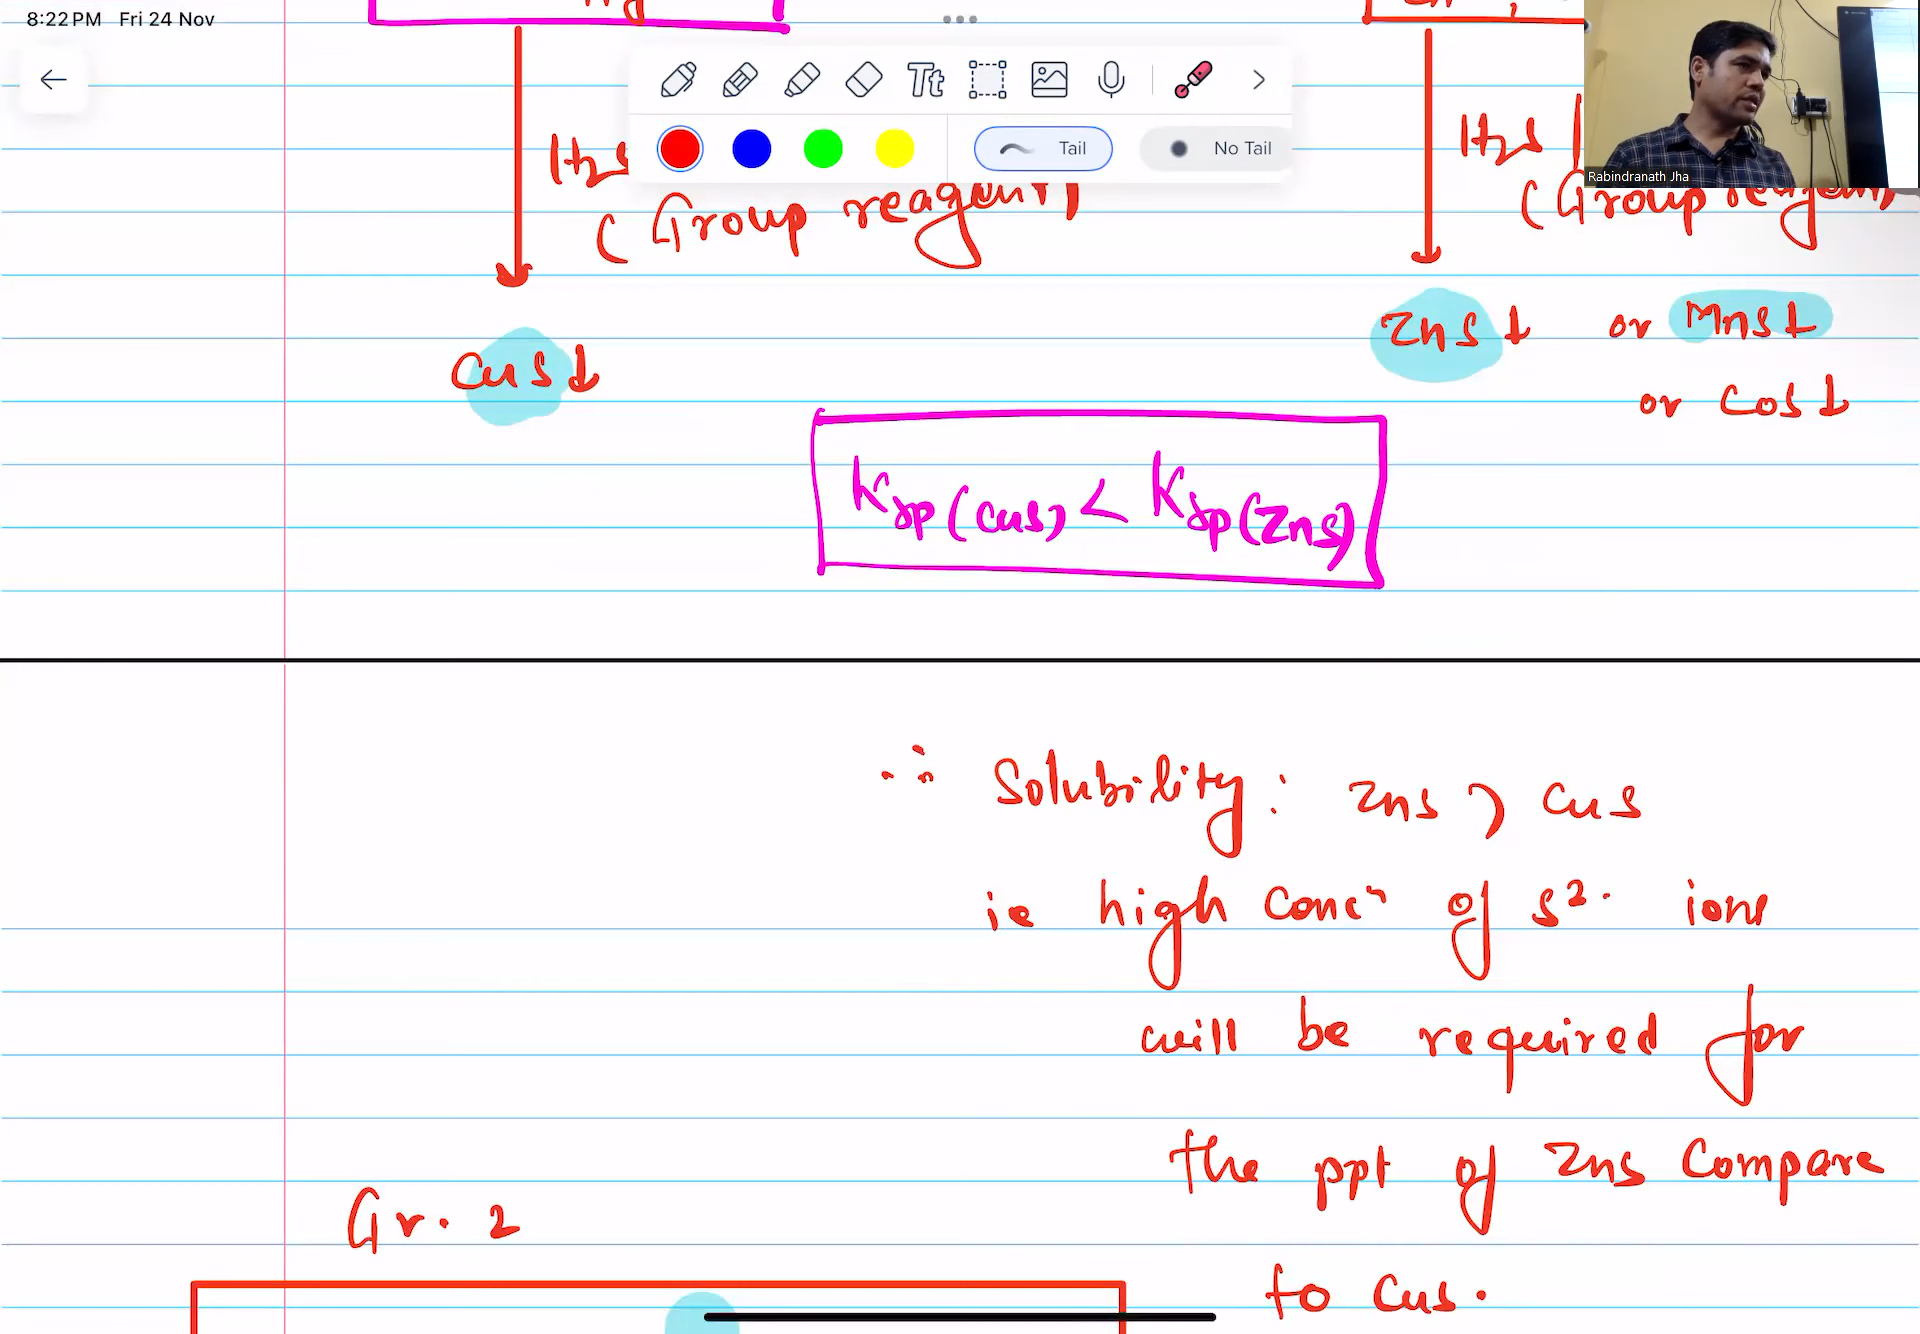 8:22 PM Fri 24 Nov
Tt
Tail
No Tail
Rabindranath Jha
H₂S
(Group reagent)
H₂S
(Group reagent)
CuS↓
ZnS↓ or MnS↓
or CoS↓
Ksp(CuS) < Ksp(ZnS)
∴ Solubility: ZnS > CuS
ie high concⁿ of S²⁻ ions
will be required for
the ppt of ZnS Compare
to CuS.
Gr. 2